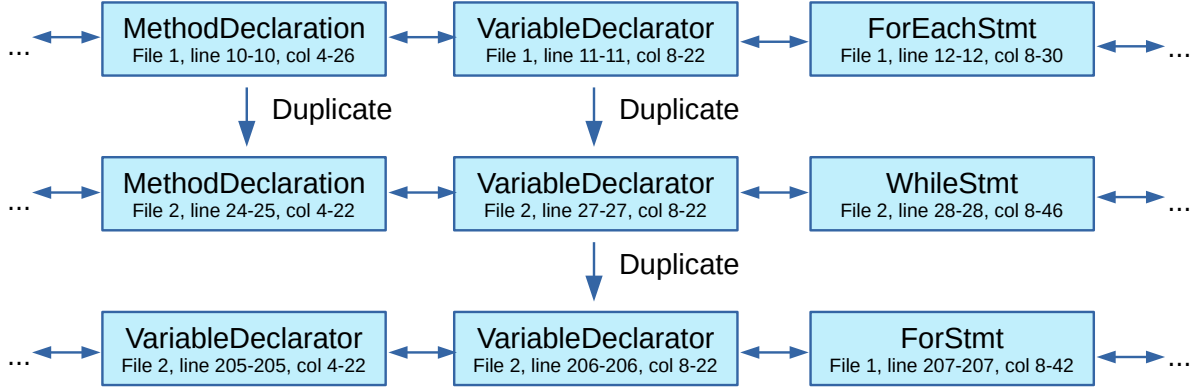 MethodDeclaration
File 1, line 10-10, col 4-26
VariableDeclarator
File 1, line 11-11, col 8-22
ForEachStmt
File 1, line 12-12, col 8-30
...
...
Duplicate
Duplicate
MethodDeclaration
File 2, line 24-25, col 4-22
VariableDeclarator
File 2, line 27-27, col 8-22
WhileStmt
File 2, line 28-28, col 8-46
...
...
Duplicate
VariableDeclarator
File 2, line 205-205, col 4-22
VariableDeclarator
File 2, line 206-206, col 8-22
ForStmt
File 1, line 207-207, col 8-42
...
...